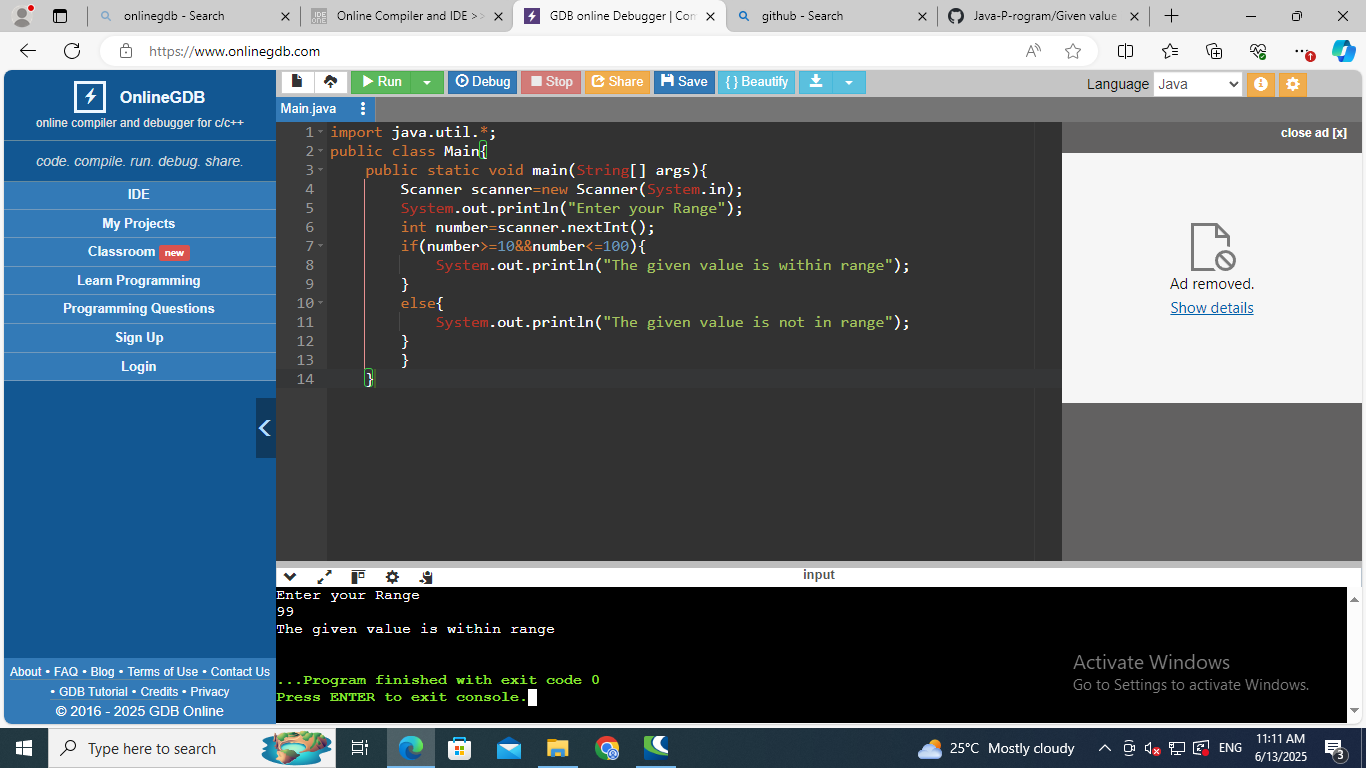 onlinegdb - Search
Online Compiler and IDE >>
GDB online Debugger | Com
github - Search
Java-P-rogram/Given value
https://www.onlinegdb.com
OnlineGDB
online compiler and debugger for c/c++
code. compile. run. debug. share.
IDE
My Projects
Classroom new
Learn Programming
Programming Questions
Sign Up
Login
About • FAQ • Blog • Terms of Use • Contact Us
• GDB Tutorial • Credits • Privacy
© 2016 - 2025 GDB Online
Run Debug Stop Share Save { } Beautify
Language Java
Main.java
1 import java.util.*;
2 public class Main{
3 public static void main(String[] args){
4 Scanner scanner=new Scanner(System.in);
5 System.out.println("Enter your Range");
6 int number=scanner.nextInt();
7 if(number>=10&&number<=100){
8 System.out.println("The given value is within range");
9 }
10 else{
11 System.out.println("The given value is not in range");
12 }
13 }
14 }
close ad [x]
Ad removed.
Show details
input
Enter your Range
99
The given value is within range
...Program finished with exit code 0
Press ENTER to exit console.
Activate Windows
Go to Settings to activate Windows.
Type here to search
25°C Mostly cloudy
ENG
11:11 AM
6/13/2025
3